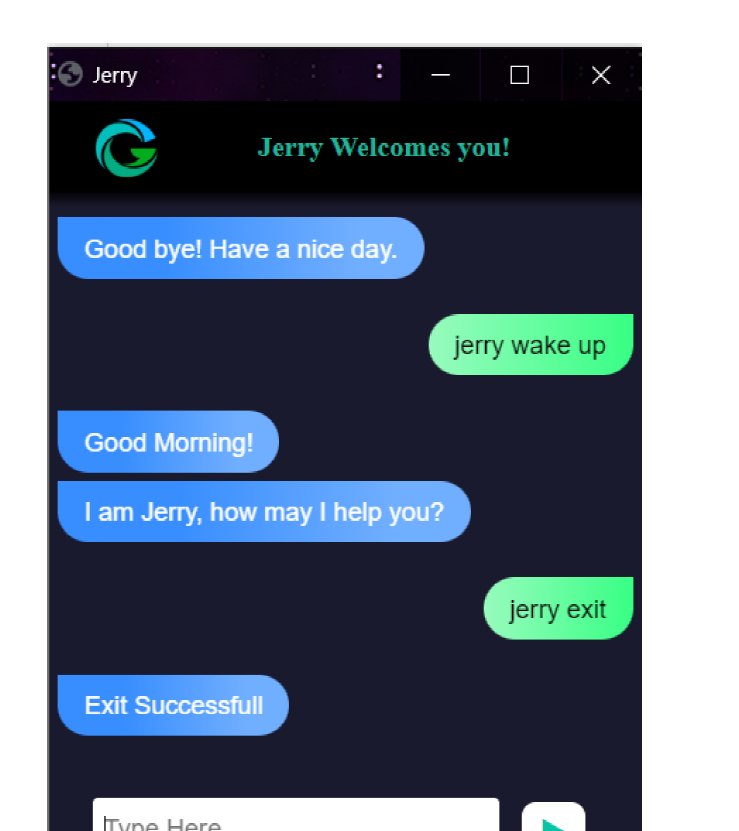 Jerry
Jerry Welcomes you!
Good bye! Have a nice day.
jerry wake up
Good Morning!
I am Jerry, how may I help you?
jerry exit
Exit Successfull
Type Here